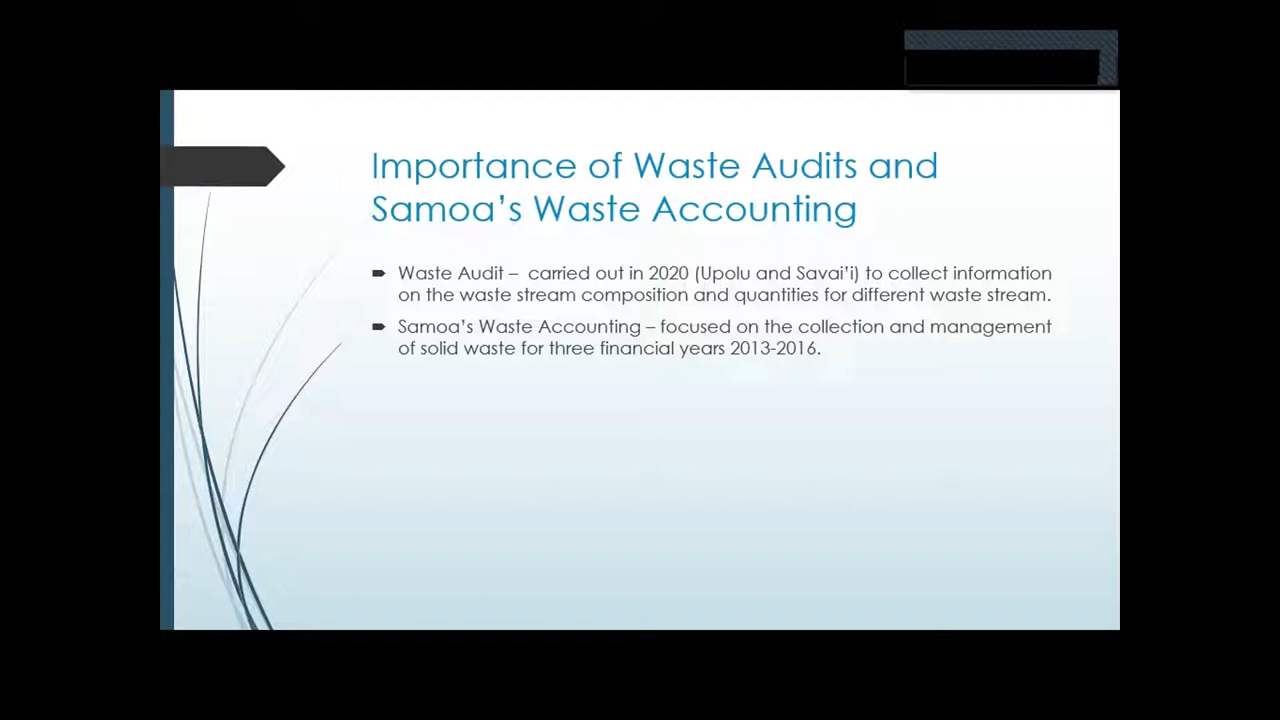 Importance of Waste Audits and
Samoa's Waste Accounting
Waste Audit – carried out in 2020 (Upolu and Savai'i) to collect information
on the waste stream composition and quantities for different waste stream.
Samoa's Waste Accounting – focused on the collection and management
of solid waste for three financial years 2013-2016.